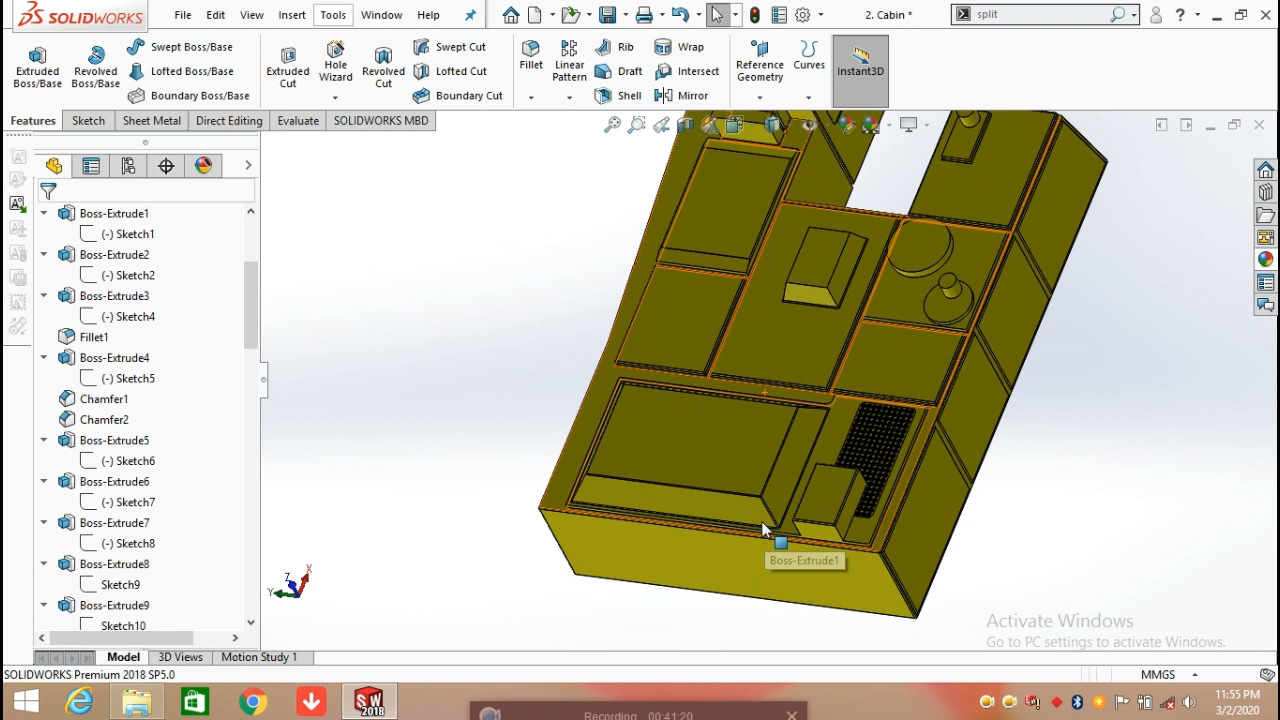 SOLIDWORKS
File
Edit
View
Insert
Tools
Window
Help
2. Cabin *
split
?
Extruded Boss/Base
Revolved Boss/Base
Swept Boss/Base
Lofted Boss/Base
Boundary Boss/Base
Extruded Cut
Hole Wizard
Revolved Cut
Swept Cut
Lofted Cut
Boundary Cut
Fillet
Linear Pattern
Rib
Draft
Shell
Wrap
Intersect
Mirror
Reference Geometry
Curves
Instant3D
Features
Sketch
Sheet Metal
Direct Editing
Evaluate
SOLIDWORKS MBD
Boss-Extrude1
(-) Sketch1
Boss-Extrude2
(-) Sketch2
Boss-Extrude3
(-) Sketch4
Fillet1
Boss-Extrude4
(-) Sketch5
Chamfer1
Chamfer2
Boss-Extrude5
(-) Sketch6
Boss-Extrude6
(-) Sketch7
Boss-Extrude7
(-) Sketch8
Boss-Extrude8
Sketch9
Boss-Extrude9
Sketch10
Boss-Extrude1
X
Y
Z
Activate Windows
Go to PC settings to activate Windows.
Model
3D Views
Motion Study 1
SOLIDWORKS Premium 2018 SP5.0
MMGS
SW
2018
Recording 00:41:20
11:55 PM
3/2/2020